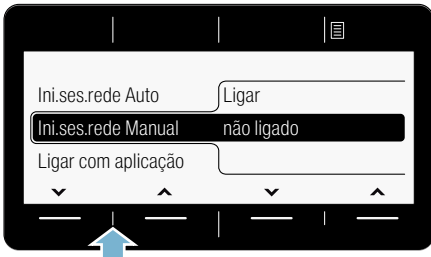 Ini.ses.rede Auto Ligar
Ini.ses.rede Manual não ligado
Ligar com aplicação